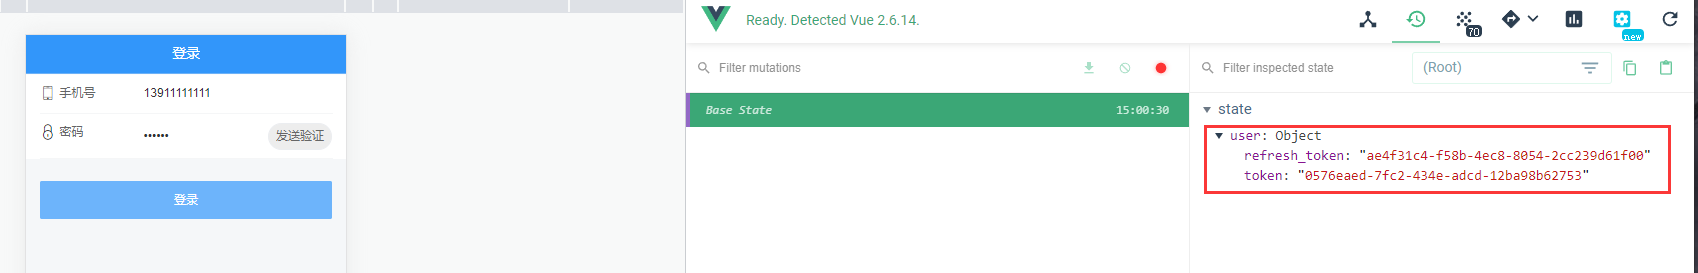 登录
手机号 13911111111
密码 ••••••
发送验证
登录
Ready. Detected Vue 2.6.14.
70
new
Filter mutations
Base State 15:00:30
Filter inspected state
(Root)
state
user: Object
refresh_token: "ae4f31c4-f58b-4ec8-8054-2cc239d61f00"
token: "0576eaed-7fc2-434e-adcd-12ba98b62753"